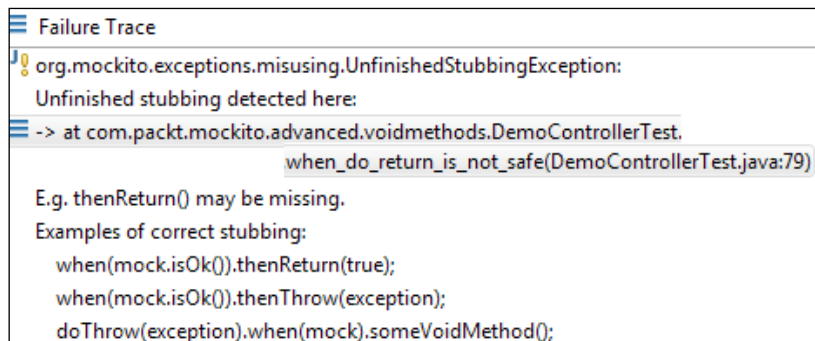 Failure Trace
org.mockito.exceptions.misusing.UnfinishedStubbingException:
Unfinished stubbing detected here:
-> at com.packt.mockito.advanced.voidmethods.DemoControllerTest.
when_do_return_is_not_safe(DemoControllerTest.java:79)
E.g. thenReturn() may be missing.
Examples of correct stubbing:
when(mock.isOk()).thenReturn(true);
when(mock.isOk()).thenThrow(exception);
doThrow(exception).when(mock).someVoidMethod();